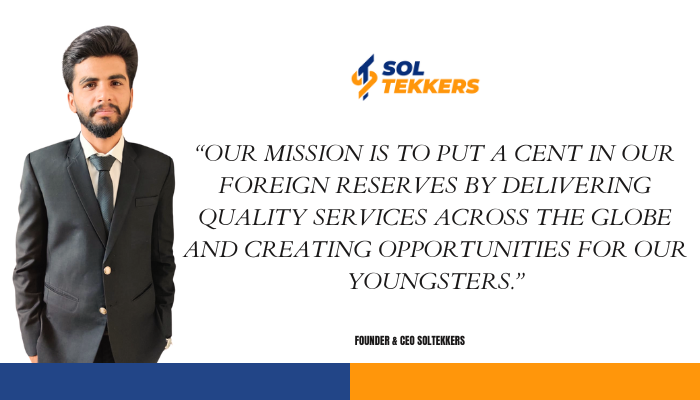 SOL
TEKKERS
“OUR MISSION IS TO PUT A CENT IN OUR
FOREIGN RESERVES BY DELIVERING
QUALITY SERVICES ACROSS THE GLOBE
AND CREATING OPPORTUNITIES FOR OUR
YOUNGSTERS.”
FOUNDER & CEO SOLTEKKERS